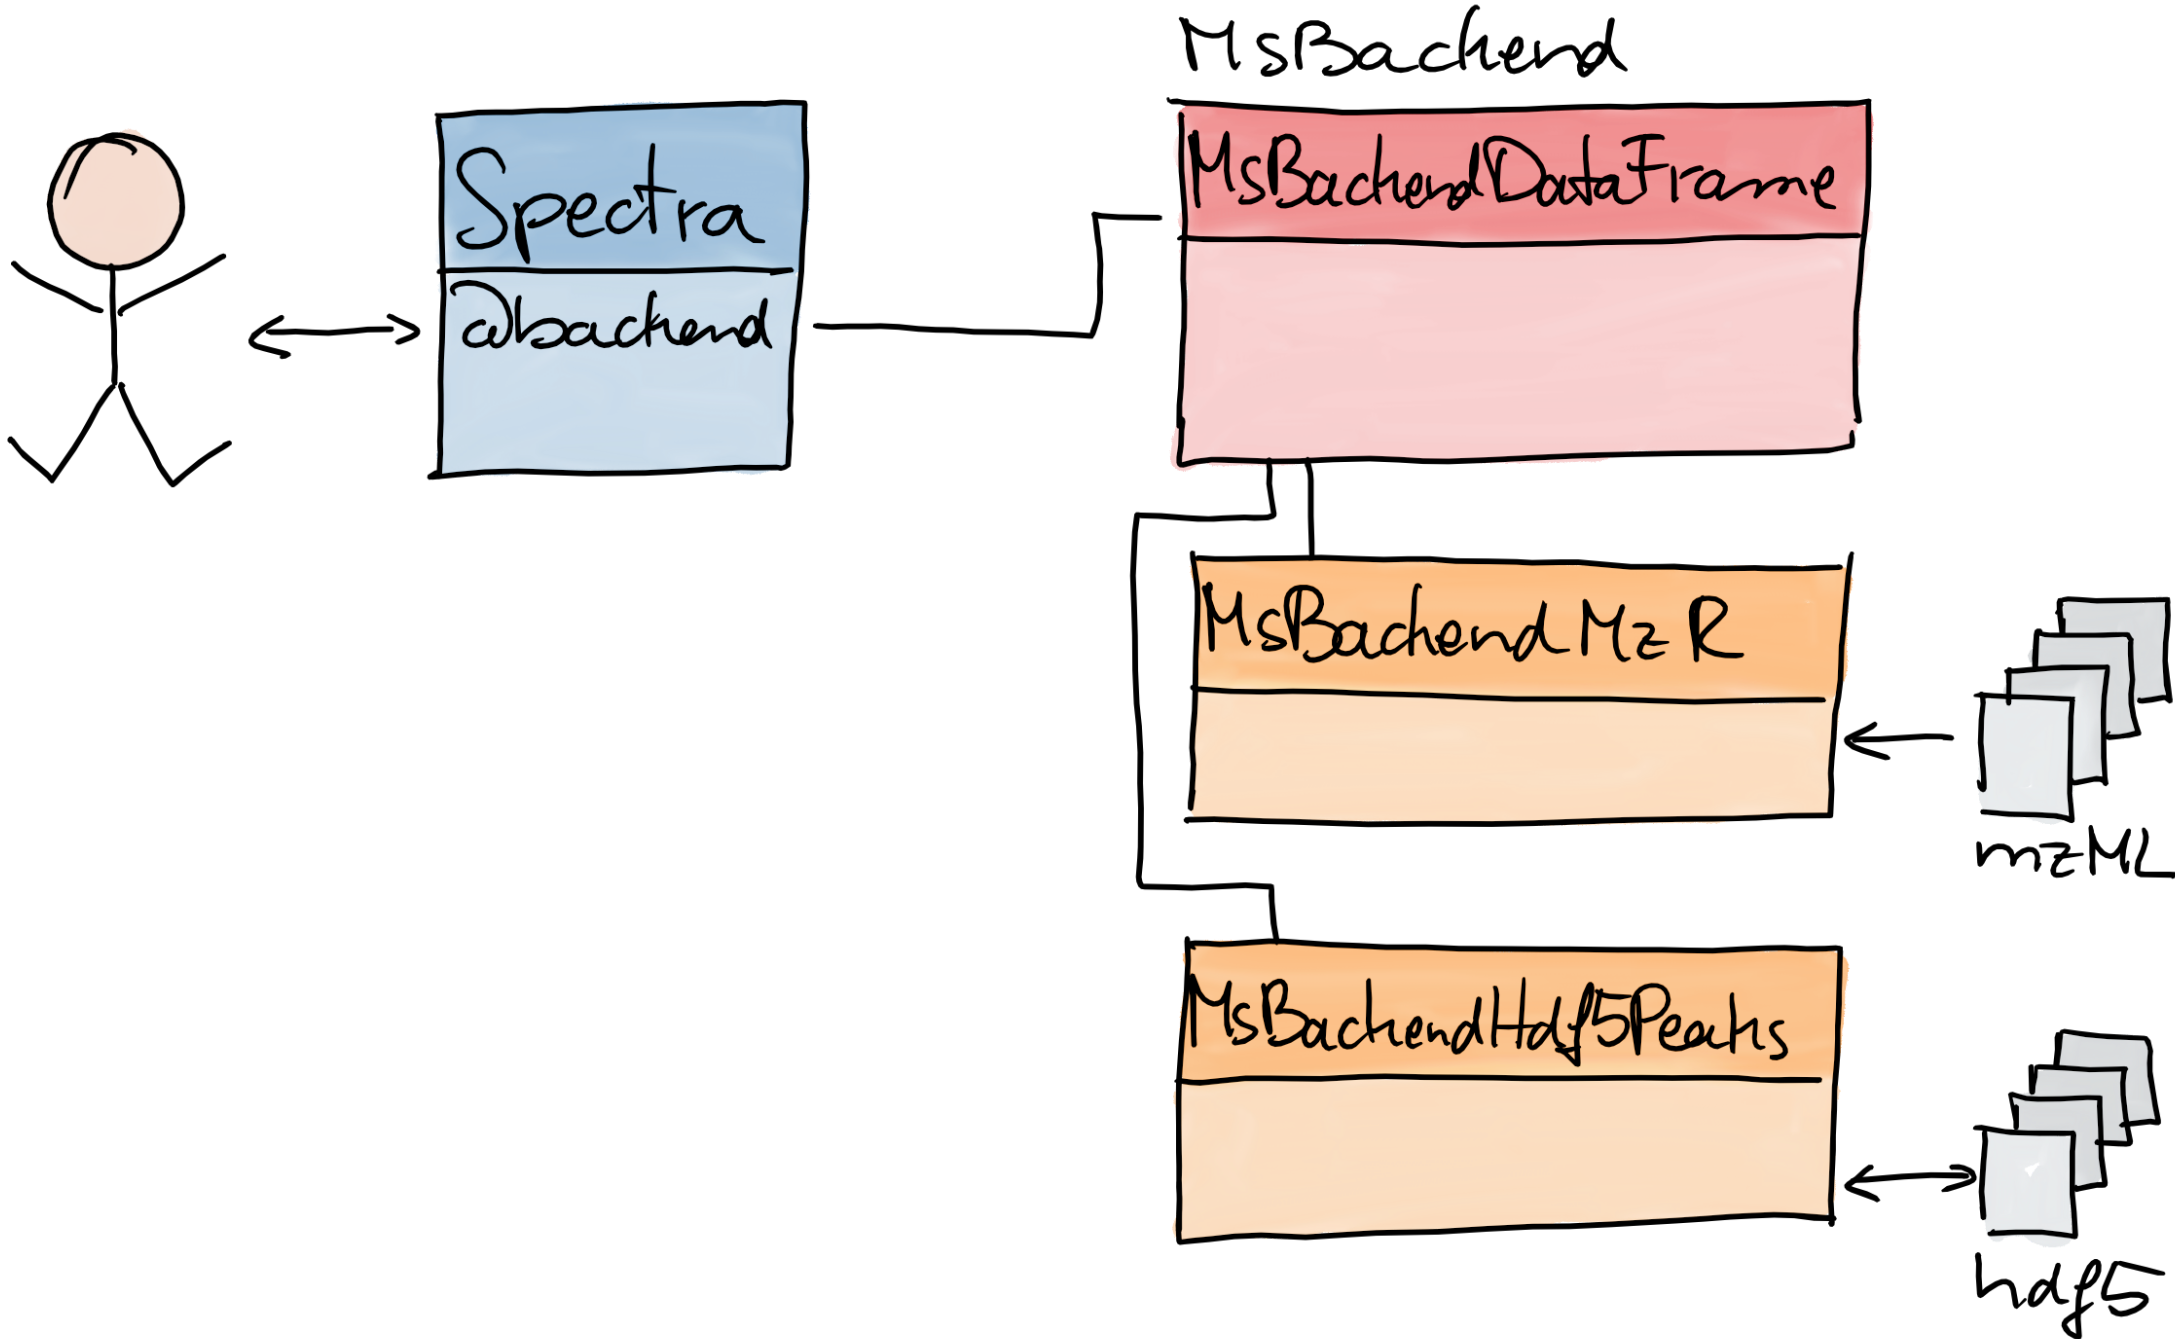 MsBackend
Spectra
@backend
MsBackendDataFrame
MsBackendMzR
mzML
MsBackendHdf5Peaks
hdf5